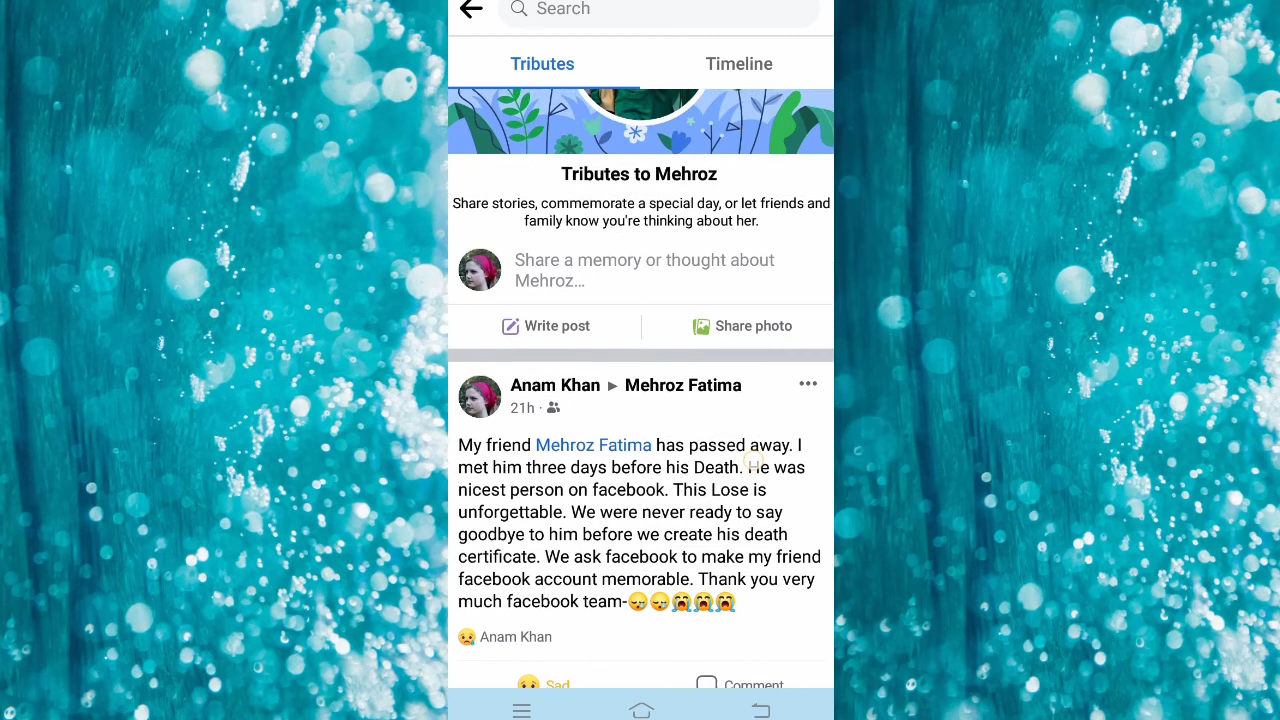 Search
Tributes
Timeline
Tributes to Mehroz
Share stories, commemorate a special day, or let friends and
family know you're thinking about her.
Share a memory or thought about
Mehroz...
Write post
Share photo
Anam Khan ▸ Mehroz Fatima
21h ·
My friend Mehroz Fatima has passed away. I
met him three days before his Death. He was
nicest person on facebook. This Lose is
unforgettable. We were never ready to say
goodbye to him before we create his death
certificate. We ask facebook to make my friend
facebook account memorable. Thank you very
much facebook team-😪😪😭😭😭
Anam Khan
Sad
Comment